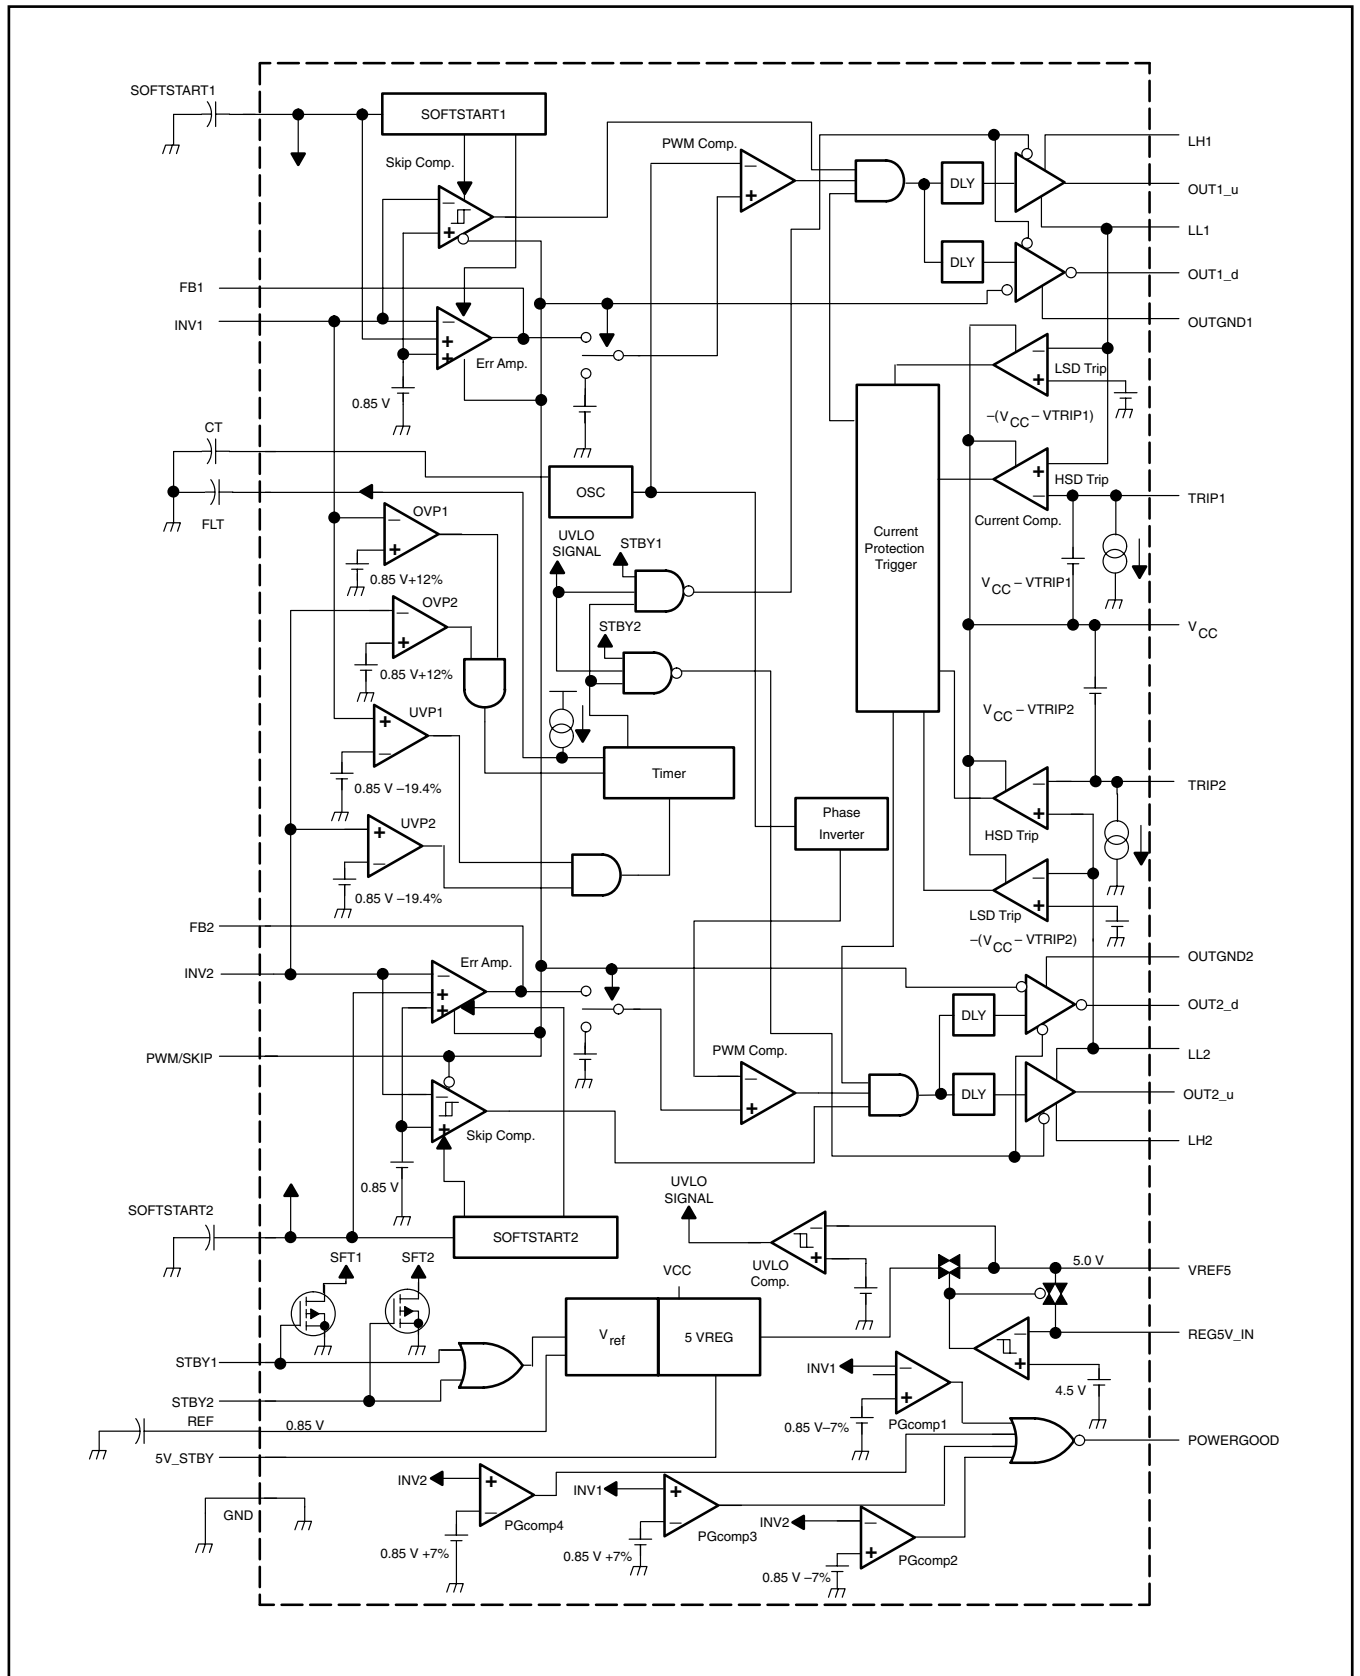 SOFTSTART1
SOFTSTART1
Skip Comp.
PWM Comp.
LH1
DLY
OUT1_u
LL1
DLY
OUT1_d
FB1
INV1
OUTGND1
Err Amp.
LSD Trip
0.85 V
–(VCC – VTRIP1)
CT
HSD Trip
OSC
TRIP1
FLT
OVP1
Current Comp.
UVLO
SIGNAL
STBY1
Current
Protection
Trigger
0.85 V+12%
VCC – VTRIP1
OVP2
STBY2
VCC
0.85 V+12%
UVP1
VCC – VTRIP2
Timer
0.85 V –19.4%
TRIP2
Phase
Inverter
UVP2
HSD Trip
0.85 V –19.4%
LSD Trip
FB2
–(VCC – VTRIP2)
Err Amp.
OUTGND2
INV2
OUT2_d
DLY
PWM Comp.
LL2
PWM/SKIP
DLY
OUT2_u
Skip Comp.
LH2
0.85 V
UVLO
SIGNAL
SOFTSTART2
SOFTSTART2
SFT1
SFT2
UVLO
Comp.
5.0 V
VREF5
VCC
Vref
5 VREG
REG5V_IN
STBY1
INV1
4.5 V
STBY2
REF
0.85 V
0.85 V–7%
PGcomp1
POWERGOOD
5V_STBY
INV2
INV1
GND
PGcomp4
PGcomp3
INV2
0.85 V +7%
0.85 V +7%
PGcomp2
0.85 V –7%